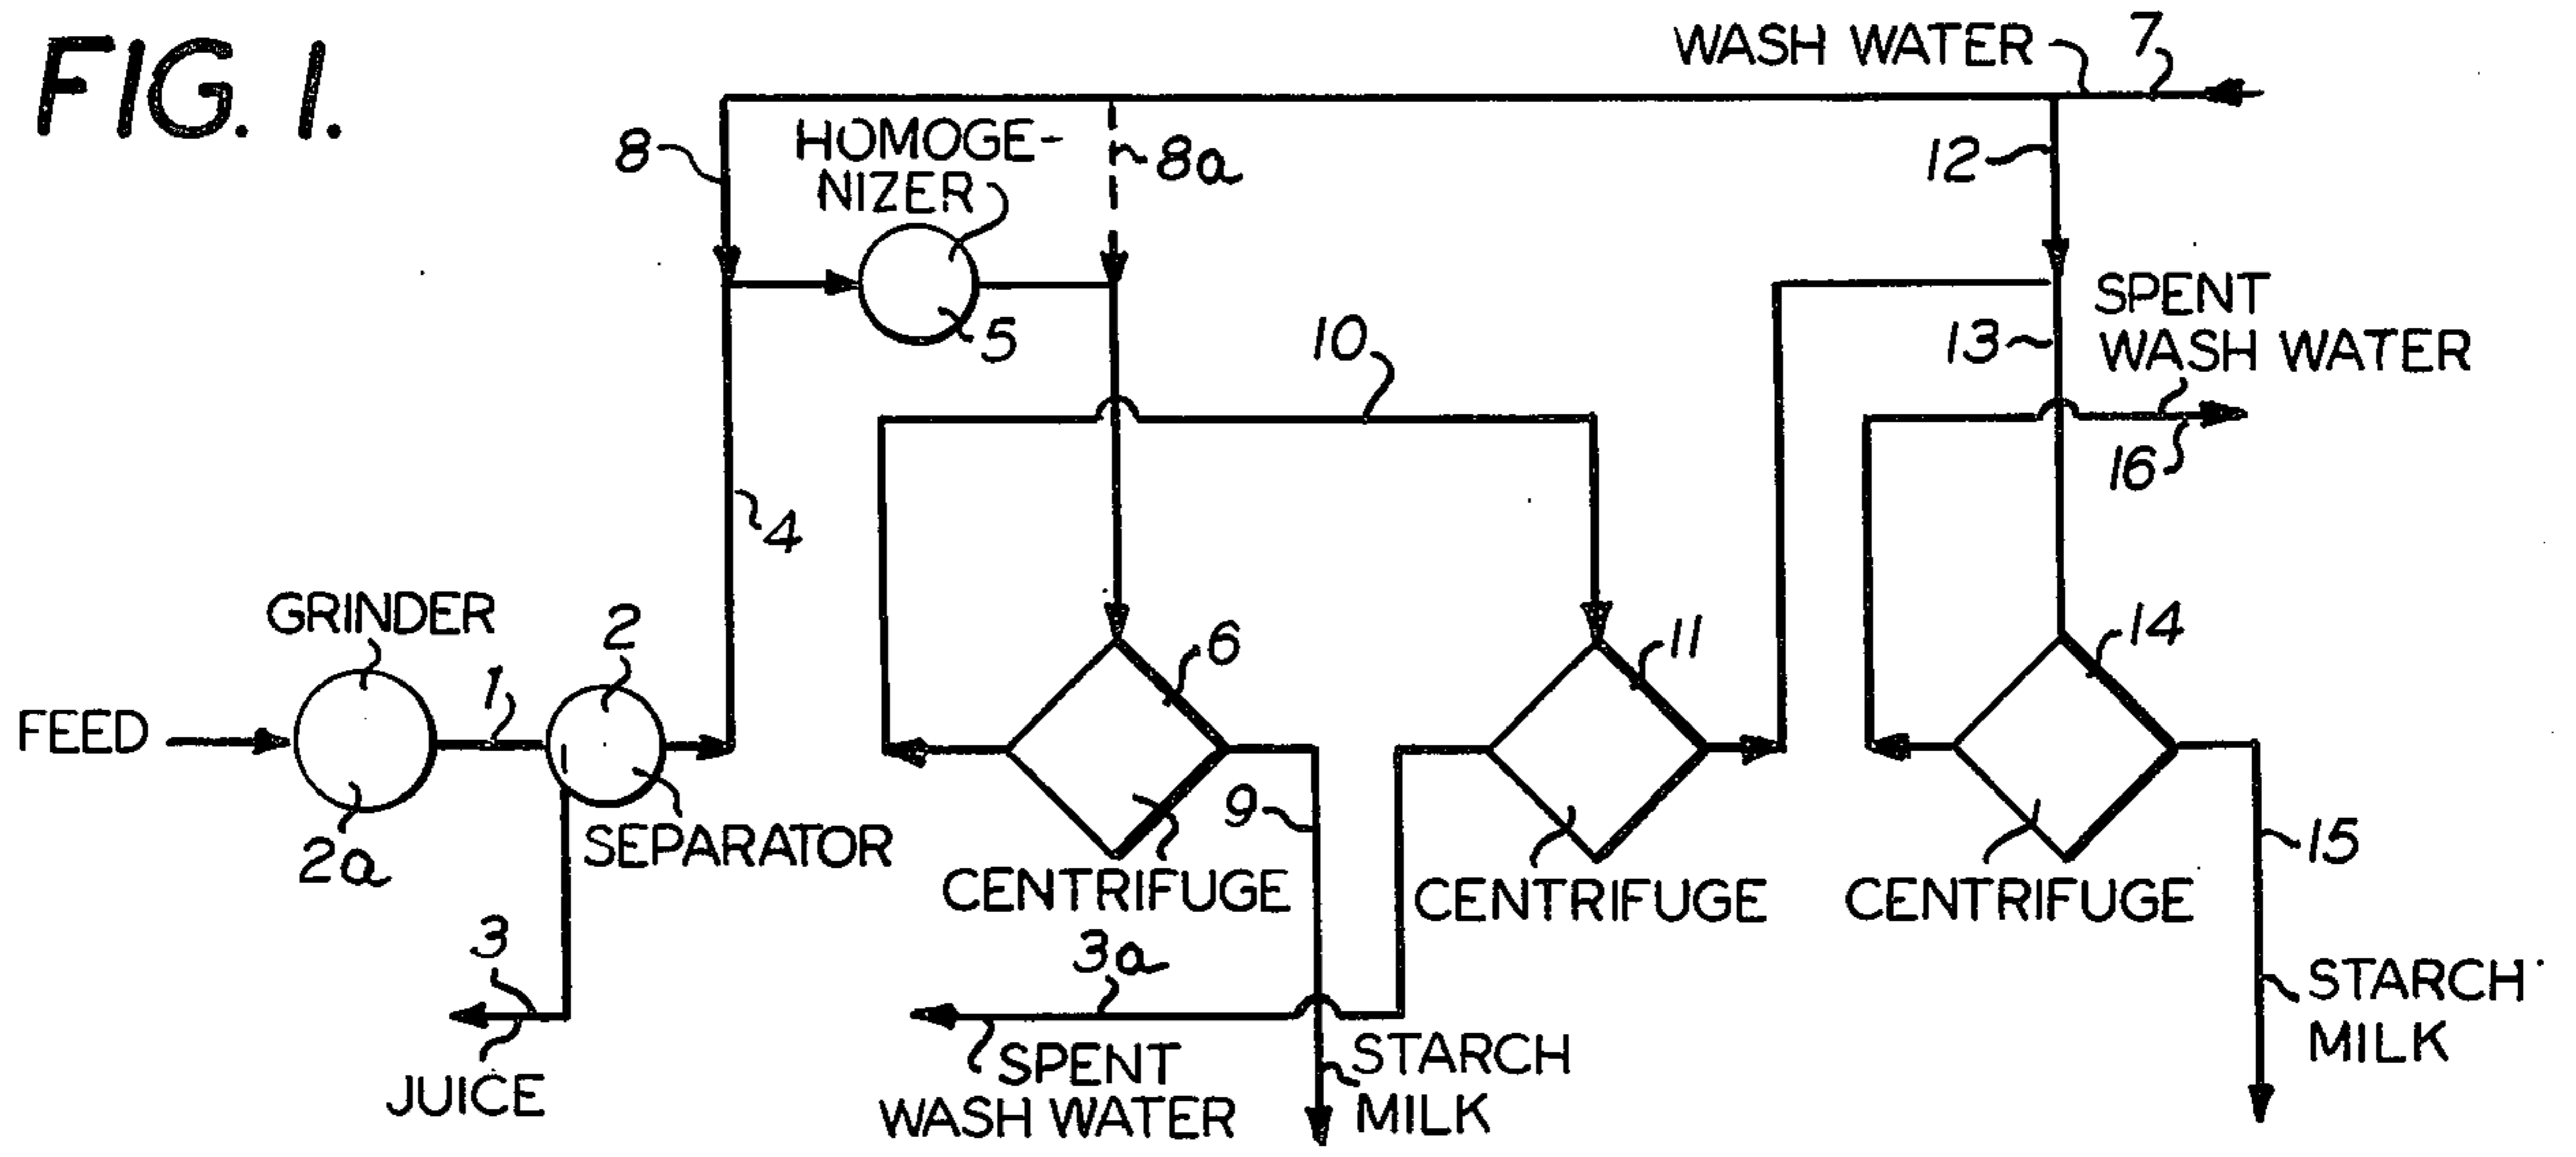 FIG. 1.
WASH WATER
7
HOMOGE-
NIZER
8
8a
12
5
10
13
SPENT
WASH WATER
16
4
GRINDER
2
1
6
11
14
FEED
2a
SEPARATOR
9
15
CENTRIFUGE
CENTRIFUGE
CENTRIFUGE
3
3a
JUICE
SPENT
WASH WATER
STARCH
MILK
STARCH
MILK